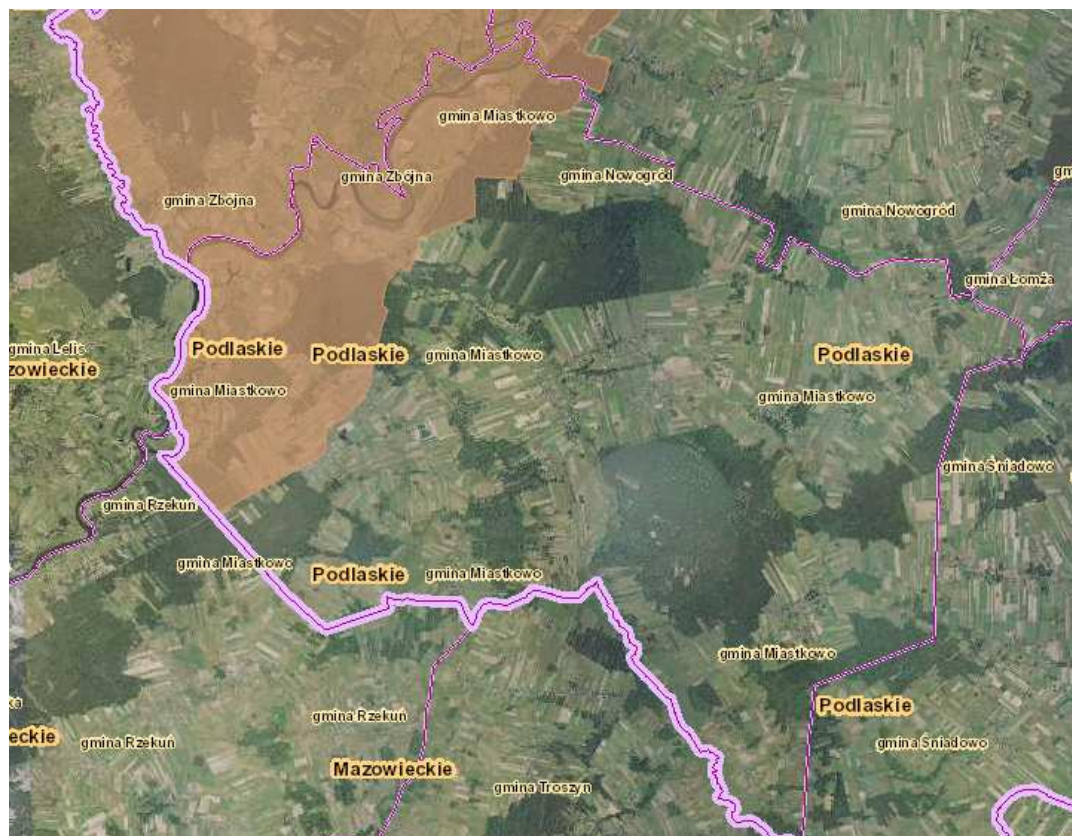 gmina Miastkowo
gmina Nowogród
gmina Zbójna
gmina Zbójna
gmina Nowogród
gmina Łomża
gmina Lelis
zowieckie
Podlaskie
Podlaskie
gmina Miastkowo
Podlaskie
gmina Miastkowo
gmina Miastkowo
gmina Śniadowo
gmina Rzekuń
gmina Miastkowo
Podlaskie
gmina Miastkowo
gmina Miastkowo
Podlaskie
gmina Rzekuń
eckie
gmina Rzekuń
gmina Śniadowo
Mazowieckie
gmina Troszyn